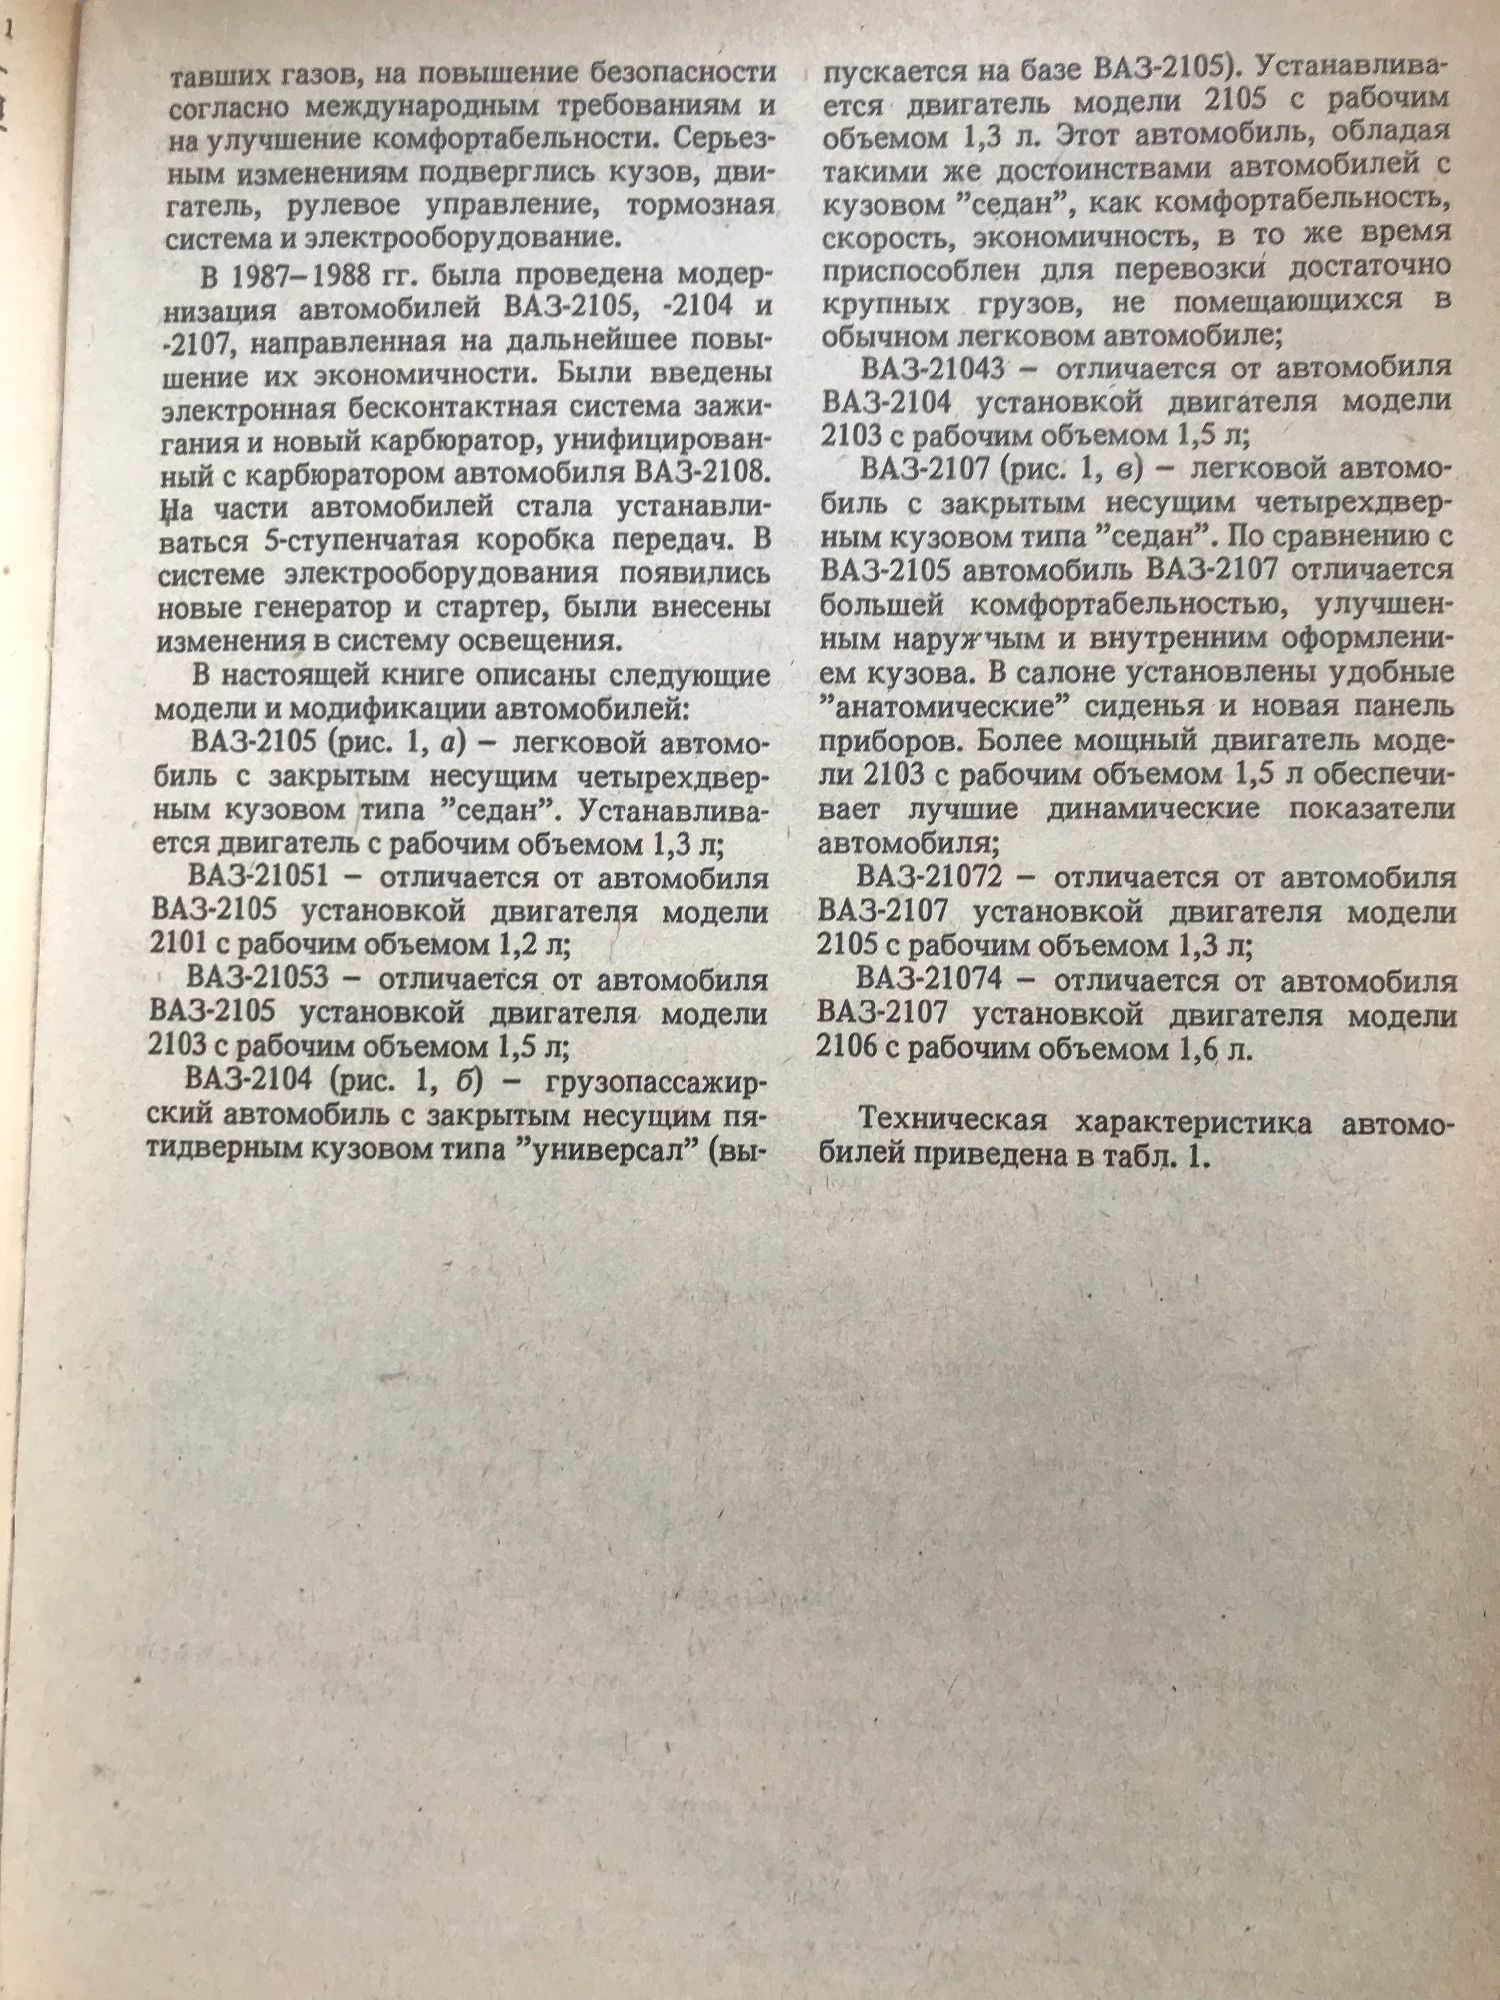 тавших газов, на повышение безопасности
согласно международным требованиям и
на улучшение комфортабельности. Серьез-
ным изменениям подверглись кузов, дви-
гатель, рулевое управление, тормозная
система и электрооборудование.
В 1987–1988 гг. была проведена модер-
низация автомобилей ВАЗ-2105, -2104 и
-2107, направленная на дальнейшее повы-
шение их экономичности. Были введены
электронная бесконтактная система зажи-
гания и новый карбюратор, унифицирован-
ный с карбюратором автомобиля ВАЗ-2108.
На части автомобилей стала устанавли-
ваться 5-ступенчатая коробка передач. В
системе электрооборудования появились
новые генератор и стартер, были внесены
изменения в систему освещения.
В настоящей книге описаны следующие
модели и модификации автомобилей:
ВАЗ-2105 (рис. 1, а) – легковой автомо-
биль с закрытым несущим четырехдвер-
ным кузовом типа ”седан”. Устанавлива-
ется двигатель с рабочим объемом 1,3 л;
ВАЗ-21051 – отличается от автомобиля
ВАЗ-2105 установкой двигателя модели
2101 с рабочим объемом 1,2 л;
ВАЗ-21053 – отличается от автомобиля
ВАЗ-2105 установкой двигателя модели
2103 с рабочим объемом 1,5 л;
ВАЗ-2104 (рис. 1, б) – грузопассажир-
ский автомобиль с закрытым несущим пя-
тидверным кузовом типа ”универсал” (вы-
пускается на базе ВАЗ-2105). Устанавлива-
ется двигатель модели 2105 с рабочим
объемом 1,3 л. Этот автомобиль, обладая
такими же достоинствами автомобилей с
кузовом ”седан”, как комфортабельность,
скорость, экономичность, в то же время
приспособлен для перевозки достаточно
крупных грузов, не помещающихся в
обычном легковом автомобиле;
ВАЗ-21043 – отличается от автомобиля
ВАЗ-2104 установкой двигателя модели
2103 с рабочим объемом 1,5 л;
ВАЗ-2107 (рис. 1, в) – легковой автомо-
биль с закрытым несущим четырехдвер-
ным кузовом типа ”седан”. По сравнению с
ВАЗ-2105 автомобиль ВАЗ-2107 отличается
большей комфортабельностью, улучшен-
ным наружным и внутренним оформлени-
ем кузова. В салоне установлены удобные
”анатомические” сиденья и новая панель
приборов. Более мощный двигатель моде-
ли 2103 с рабочим объемом 1,5 л обеспечи-
вает лучшие динамические показатели
автомобиля;
ВАЗ-21072 – отличается от автомобиля
ВАЗ-2107 установкой двигателя модели
2105 с рабочим объемом 1,3 л;
ВАЗ-21074 – отличается от автомобиля
ВАЗ-2107 установкой двигателя модели
2106 с рабочим объемом 1,6 л.
Техническая характеристика автомо-
билей приведена в табл. 1.